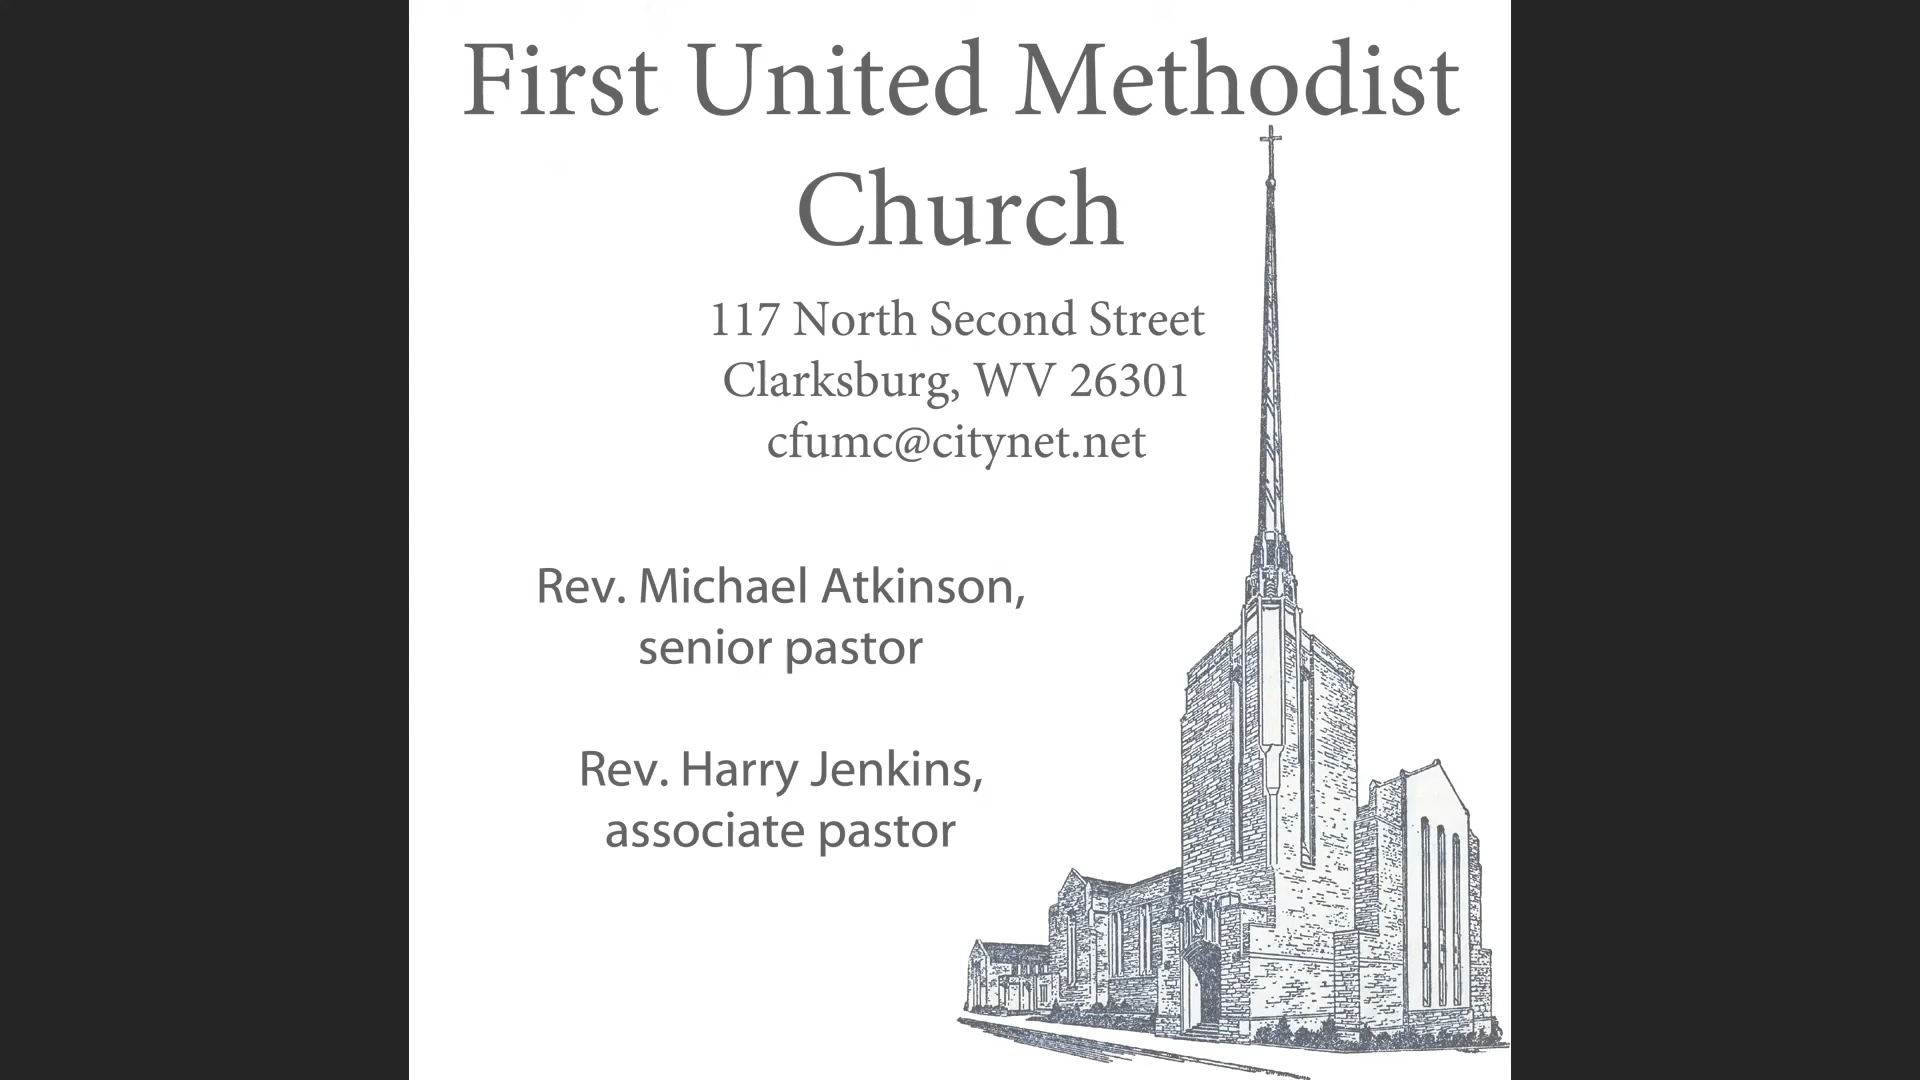 First United Methodist
Church
117 North Second Street
Clarksburg, WV 26301
cfumc@citynet.net
Rev. Michael Atkinson,
senior pastor
Rev. Harry Jenkins,
associate pastor